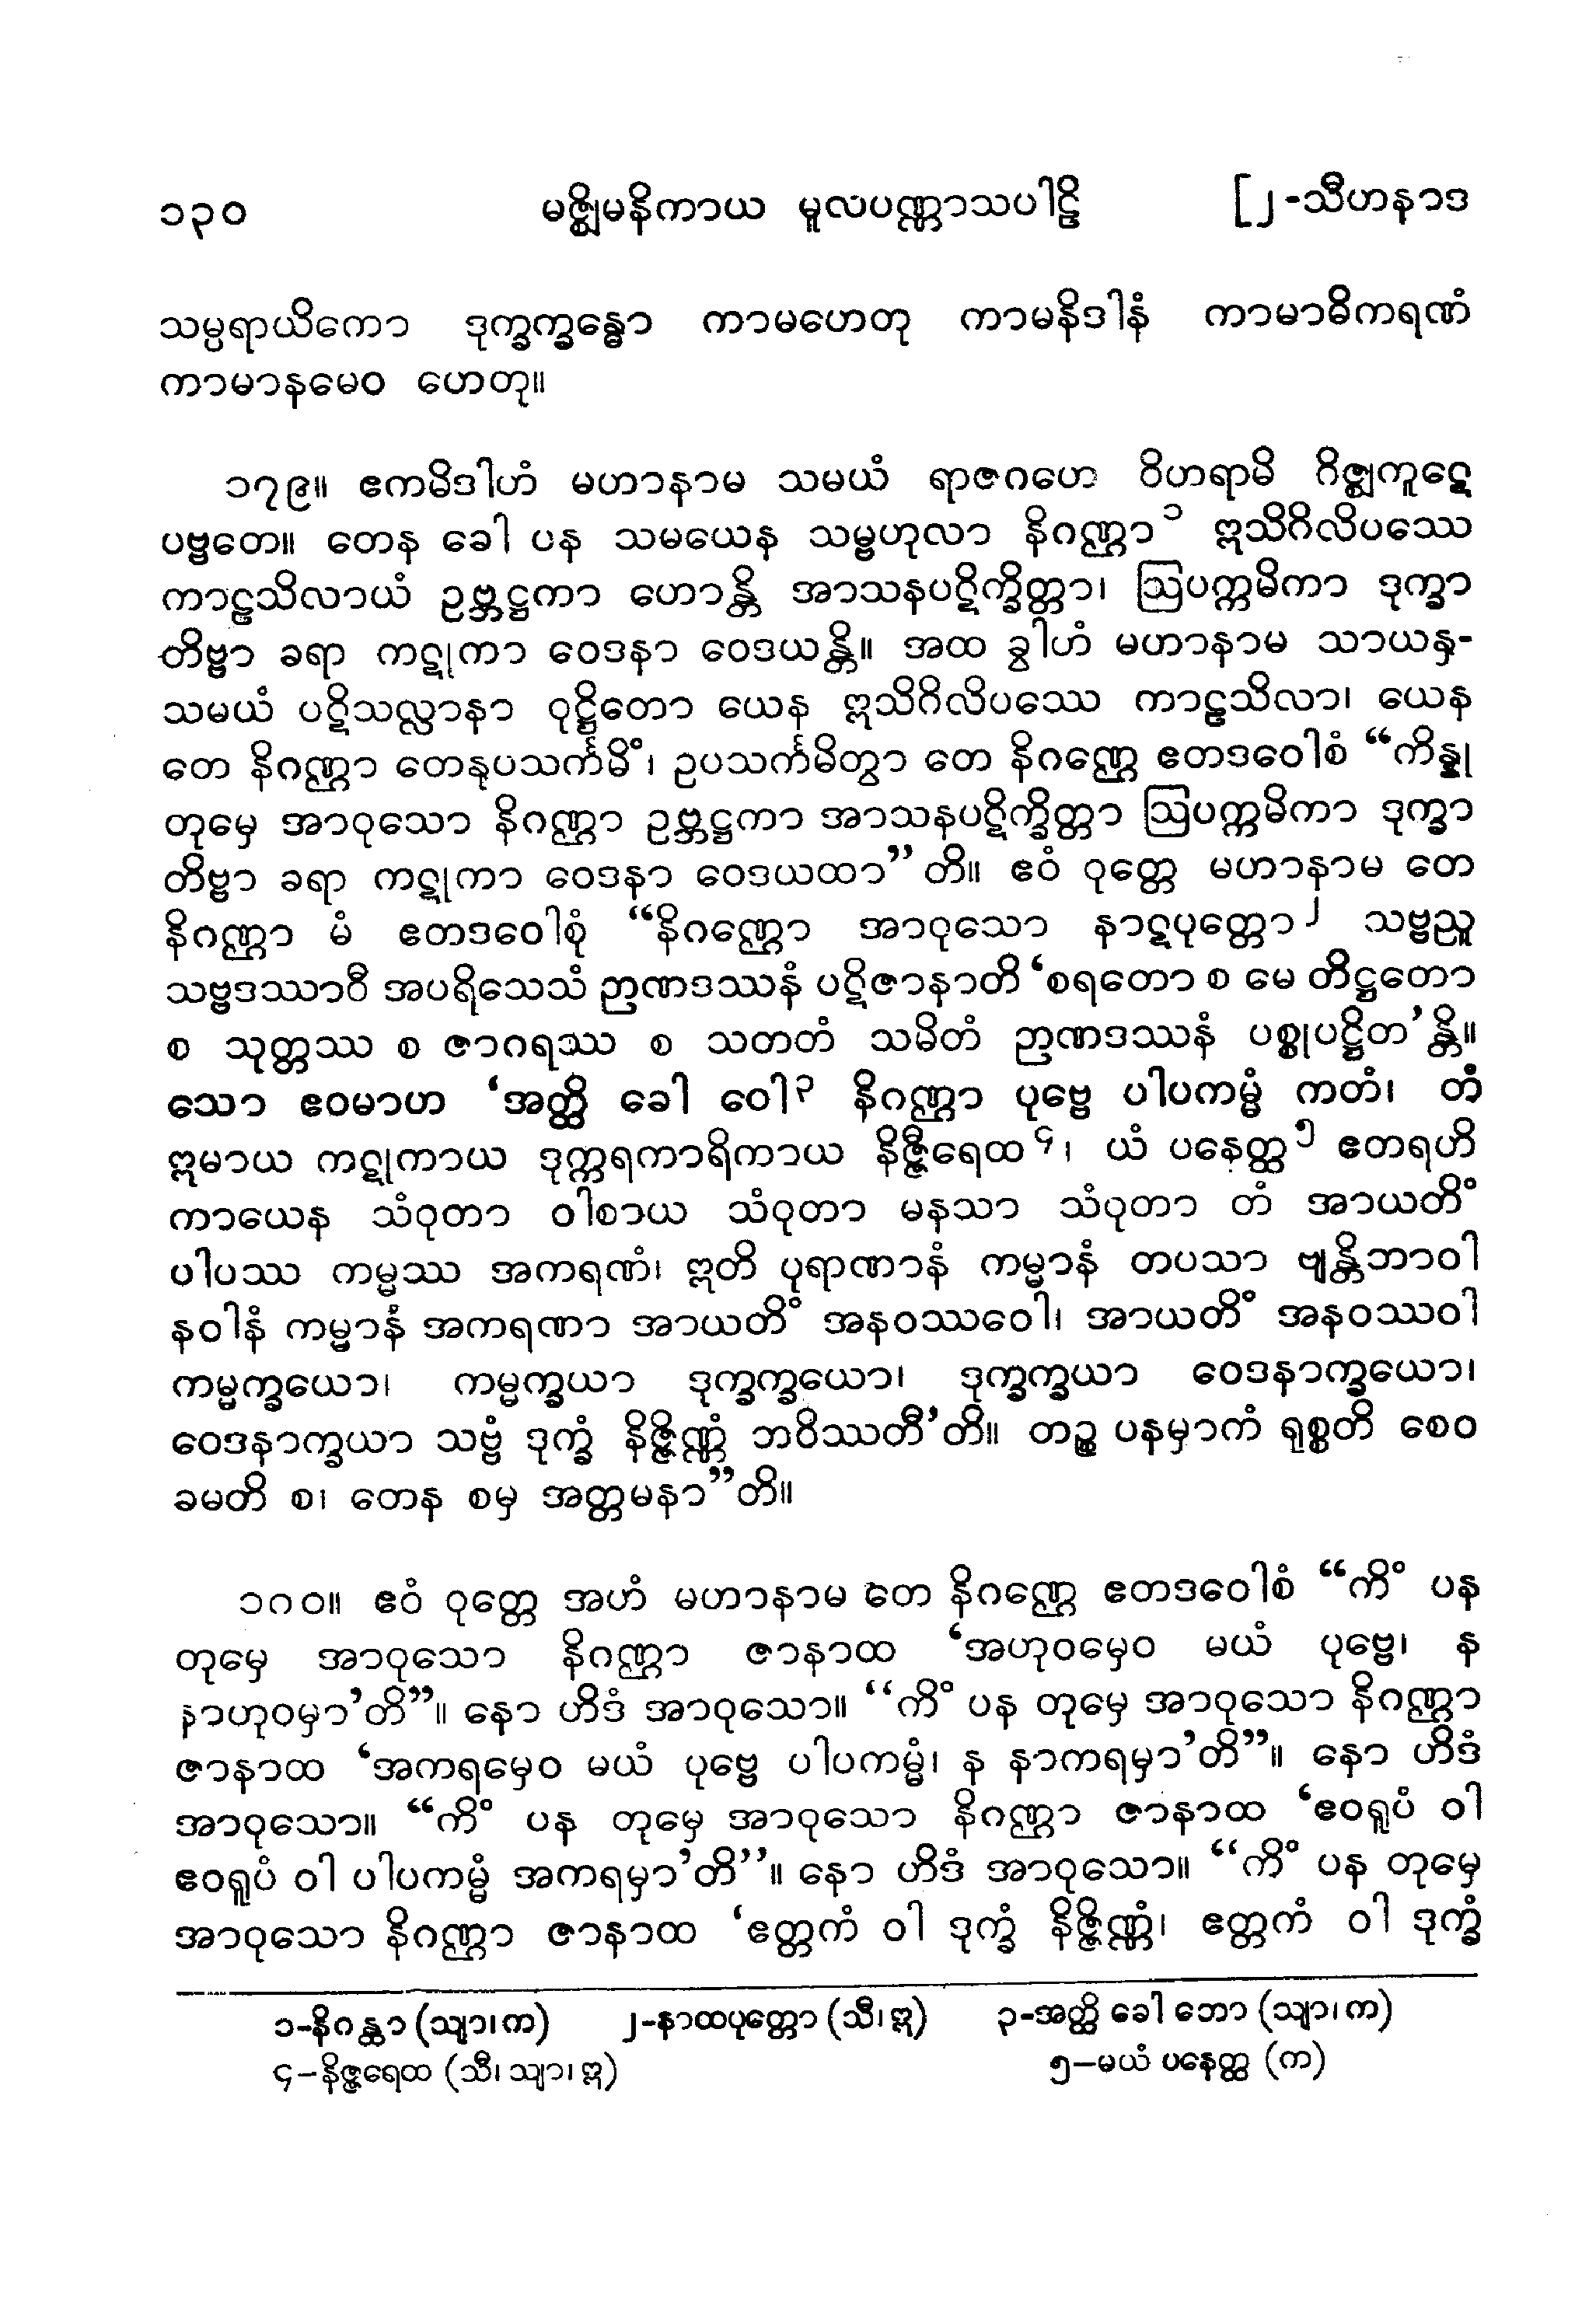 ၁၃၀ မဇ္ဈိမနိကာယ မူလပဏ္ဏာသပါဠိ [၂-သီဟနာဒ
သမ္ပရာယိကော ဒုက္ခက္ခန္ဓော ကာမဟေတု ကာမနိဒါနံ ကာမာဓိကရဏံ
ကာမာနမေဝ ဟေတု။
၁၇၉။ ဧကမိဒါဟံ မဟာနာမ သမယံ ရာဇဂဟေ ဝိဟရာမိ ဂိဇ္ဈကူဋေ
ပဗ္ဗတေ။ တေန ခေါ ပန သမယေန သမ္ဗဟုလာ နိဂဏ္ဌာ၁ ဣသိဂိလိပဿေ
ကာဠသိလာယံ ဥဗ္ဘဋ္ဌကာ ဟောန္တိ အာသနပဋိက္ခိတ္တာ၊ ဩပက္ကမိကာ ဒုက္ခာ
တိဗ္ဗာ ခရာ ကဋုကာ ဝေဒနာ ဝေဒယန္တိ။ အထ ခွါဟံ မဟာနာမ သာယနှ-
သမယံ ပဋိသလ္လာနာ ဝုဋ္ဌိတော ယေန ဣသိဂိလိပဿေ ကာဠသိလာ၊ ယေန
တေ နိဂဏ္ဌာ တေနုပသင်္ကမိံ၊ ဥပသင်္ကမိတွာ တေ နိဂဏ္ဌေ ဧတဒဝေါစံ “ကိန္နု
တုမှေ အာဝုသော နိဂဏ္ဌာ ဥဗ္ဘဋ္ဌကာ အာသနပဋိက္ခိတ္တာ ဩပက္ကမိကာ ဒုက္ခာ
တိဗ္ဗာ ခရာ ကဋုကာ ဝေဒနာ ဝေဒယထာ”တိ။ ဧဝံ ဝုတ္တေ မဟာနာမ တေ
နိဂဏ္ဌာ မံ ဧတဒဝေါစုံ “နိဂဏ္ဌော အာဝုသော နာဋပုတ္တော၂ သဗ္ဗညူ
သဗ္ဗဒဿာဝီ အပရိသေသံ ဉာဏဒဿနံ ပဋိဇာနာတိ ‘စရတော စ မေ တိဋ္ဌတော
စ သုတ္တဿ စ ဇာဂရဿ စ သတတံ သမိတံ ဉာဏဒဿနံ ပစ္စုပဋ္ဌိတ’န္တိ။
သော ဧဝမာဟ ‘အတ္ထိ ခေါ ဝေါ၃ နိဂဏ္ဌာ ပုဗ္ဗေ ပါပကမ္မံ ကတံ၊ တံ
ဣမာယ ကဋုကာယ ဒုက္ကရကာရိကာယ နိဇ္ဇီရေထ၄၊ ယံ ပနေတ္ထ၅ ဧတရဟိ
ကာယေန သံဝုတာ ဝါစာယ သံဝုတာ မနသာ သံဝုတာ တံ အာယတိံ
ပါပဿ ကမ္မဿ အကရဏံ၊ ဣတိ ပုရာဏာနံ ကမ္မာနံ တပသာ ဗျန္တိဘာဝါ
နဝါနံ ကမ္မာနံ အကရဏာ အာယတိံ အနဝဿဝေါ၊ အာယတိံ အနဝဿဝါ
ကမ္မက္ခယော၊ ကမ္မက္ခယာ ဒုက္ခက္ခယော၊ ဒုက္ခက္ခယာ ဝေဒနာက္ခယော၊
ဝေဒနာက္ခယာ သဗ္ဗံ ဒုက္ခံ နိဇ္ဇိဏ္ဏံ ဘဝိဿတီ’တိ။ တဉ္စ ပနမှာကံ ရုစ္စတိ စေဝ
ခမတိ စ၊ တေန စမှ အတ္တမနာ”တိ။
၁၈၀။ ဧဝံ ဝုတ္တေ အဟံ မဟာနာမ တေ နိဂဏ္ဌေ ဧတဒဝေါစံ “ကိံ ပန
တုမှေ အာဝုသော နိဂဏ္ဌာ ဇာနာထ ‘အဟုဝမှေဝ မယံ ပုဗ္ဗေ၊ န
နာဟုဝမှာ’တိ”။ နော ဟိဒံ အာဝုသော။ “ကိံ ပန တုမှေ အာဝုသော နိဂဏ္ဌာ
ဇာနာထ ‘အကရမှေဝ မယံ ပုဗ္ဗေ ပါပကမ္မံ၊ န နာကရမှာ’တိ”။ နော ဟိဒံ
အာဝုသော။ “ကိံ ပန တုမှေ အာဝုသော နိဂဏ္ဌာ ဇာနာထ ‘ဧဝရူပံ ဝါ
ဧဝရူပံ ဝါ ပါပကမ္မံ အကရမှာ’တိ”။ နော ဟိဒံ အာဝုသော။ “ကိံ ပန တုမှေ
အာဝုသော နိဂဏ္ဌာ ဇာနာထ ‘ဧတ္တကံ ဝါ ဒုက္ခံ နိဇ္ဇိဏ္ဏံ၊ ဧတ္တကံ ဝါ ဒုက္ခံ
၁-နိဂန္ထာ (သျာ၊က) ၂-နာထပုတ္တော (သီ၊ဣ) ၃-အတ္ထိ ခေါ ဘော (သျာ၊က)
၄-နိဇ္ဇရေထ (သီ၊ သျာ၊ ဣ) ၅-မယံ ပနေတ္ထ (က)